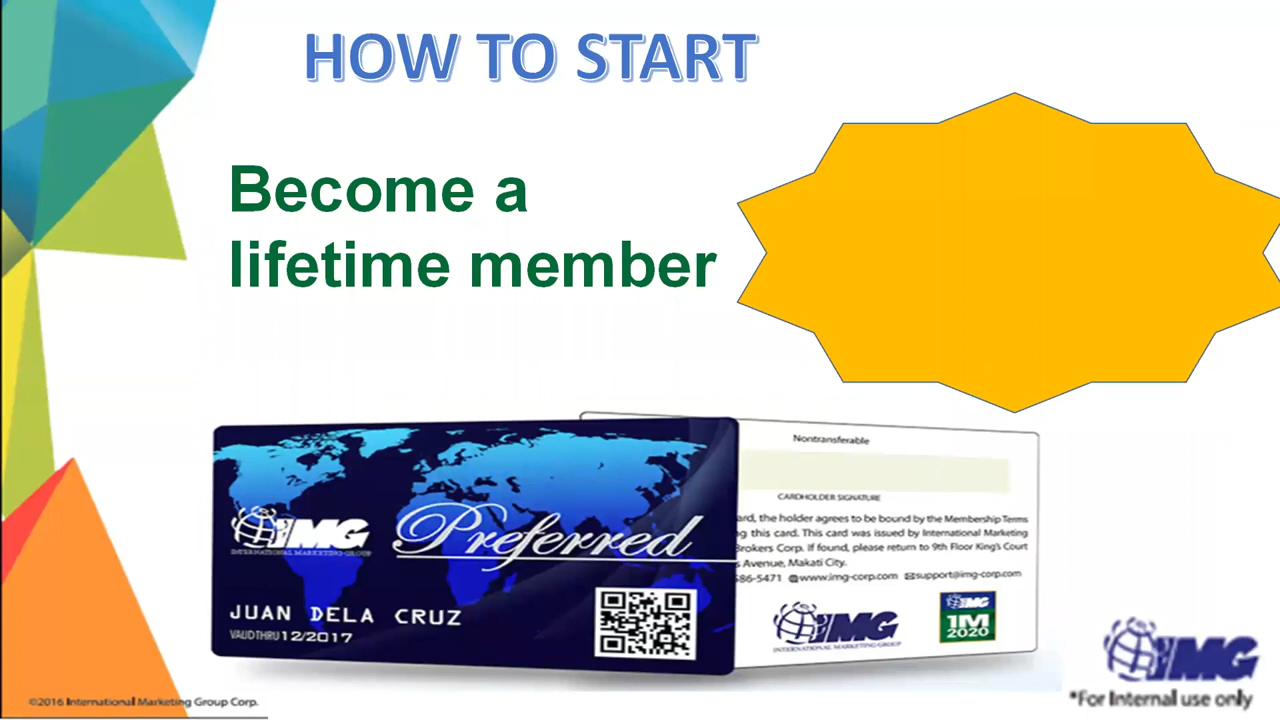 HOW TO START
Become a
lifetime member
Nontransferable
CARDHOLDER SIGNATURE
ard, the holder agrees to be bound by the Membership Terms
ng this card. This card was issued by International Marketing
Brokers Corp. If found, please return to 9th Floor King's Court
s Avenue, Makati City.
586-5471 @www.img-corp.com support@img-corp.com
IMG
INTERNATIONAL MARKETING GROUP
Preferred
JUAN DELA CRUZ
VALID THRU 12/2017
IMG
INTERNATIONAL MARKETING GROUP
IMG
1M
2020
IMG
*For Internal use only
©2016 International Marketing Group Corp.